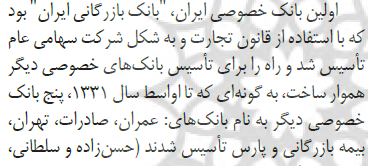 اولین بانک خصوصی ایران، "بانک بازرگانی ایران" بود
که با استفاده از قانون تجارت و به شکل شرکت سهامی عام
تأسیس شد و راه را برای تأسیس بانک‌های خصوصی دیگر
هموار ساخت، به گونه‌ای که تا اواسط سال ۱۳۳۱، پنج بانک
خصوصی دیگر به نام بانک‌های: عمران، صادرات، تهران،
بیمه بازرگانی و پارس تأسیس شدند (حسن‌زاده و سلطانی،